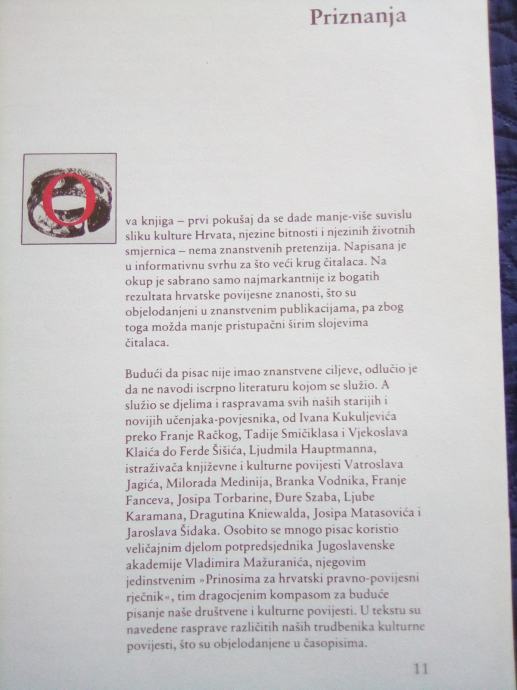 Priznanja
O
va knjiga – prvi pokušaj da se dade manje-više suvislu
sliku kulture Hrvata, njezine bitnosti i njezinih životnih
smjernica – nema znanstvenih pretenzija. Napisana je
u informativnu svrhu za što veći krug čitalaca. Na
okup je sabrano samo najmarkantnije iz bogatih
rezultata hrvatske povijesne znanosti, što su
objelodanjeni u znanstvenim publikacijama, pa zbog
toga možda manje pristupačni širim slojevima
čitalaca.
Budući da pisac nije imao znanstvene ciljeve, odlučio je
da ne navodi iscrpno literaturu kojom se služio. A
služio se djelima i raspravama svih naših starijih i
novijih učenjaka-povjesnika, od Ivana Kukuljevića
preko Franje Račkog, Tadije Smičiklasa i Vjekoslava
Klaića do Ferde Šišića, Ljudmila Hauptmanna,
istraživača književne i kulturne povijesti Vatroslava
Jagića, Milorada Medinija, Branka Vodnika, Franje
Fanceva, Josipa Torbarine, Đure Szaba, Ljube
Karamana, Dragutina Kniewalda, Josipa Matasovića i
Jaroslava Šidaka. Osobito se mnogo pisac koristio
veličajnim djelom potpredsjednika Jugoslavenske
akademije Vladimira Mažuranića, njegovim
jedinstvenim »Prinosima za hrvatski pravno-povijesni
rječnik«, tim dragocjenim kompasom za buduće
pisanje naše društvene i kulturne povijesti. U tekstu su
navedene rasprave različitih naših trudbenika kulturne
povijesti, što su objelodanjene u časopisima.
11